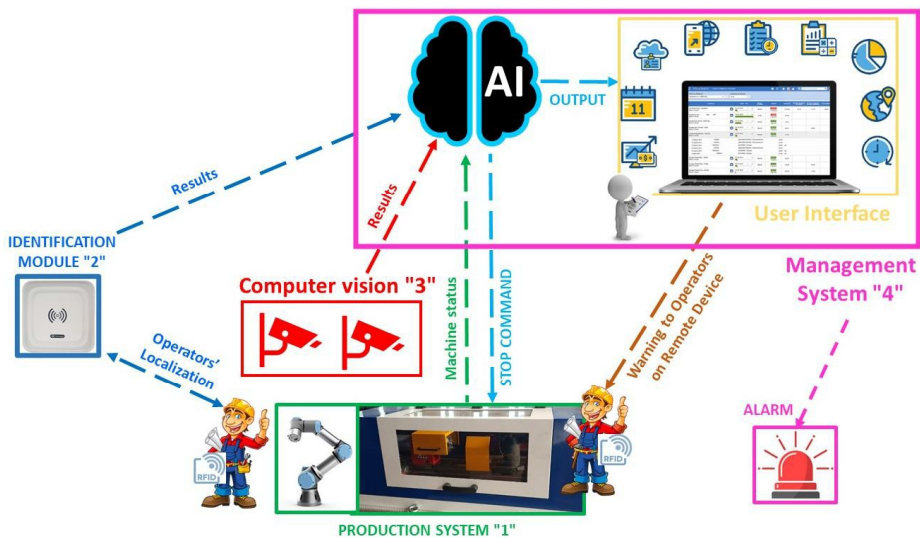 AI
OUTPUT
11
User Interface
Results
Results
IDENTIFICATION
MODULE "2"
Computer vision "3"
Machine status
STOP COMMAND
Warning to Operators
on Remote Device
Management
System "4"
Operators'
Localization
ALARM
RFID
RFID
PRODUCTION SYSTEM "1"